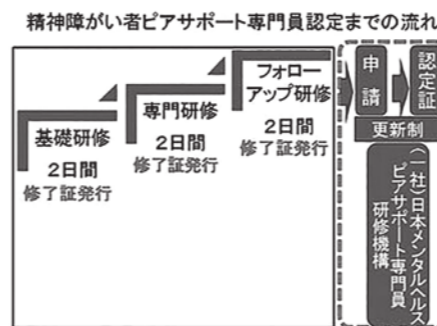 精神障がい者ピアサポート専門員認定までの流れ
基礎研修
2日間
修了証発行
専門研修
2日間
修了証発行
フォロー
アップ研修
2日間
修了証発行
申請
認定証
更新制
(一社)日本メンタルヘルス
ピアサポート専門員
研修機構